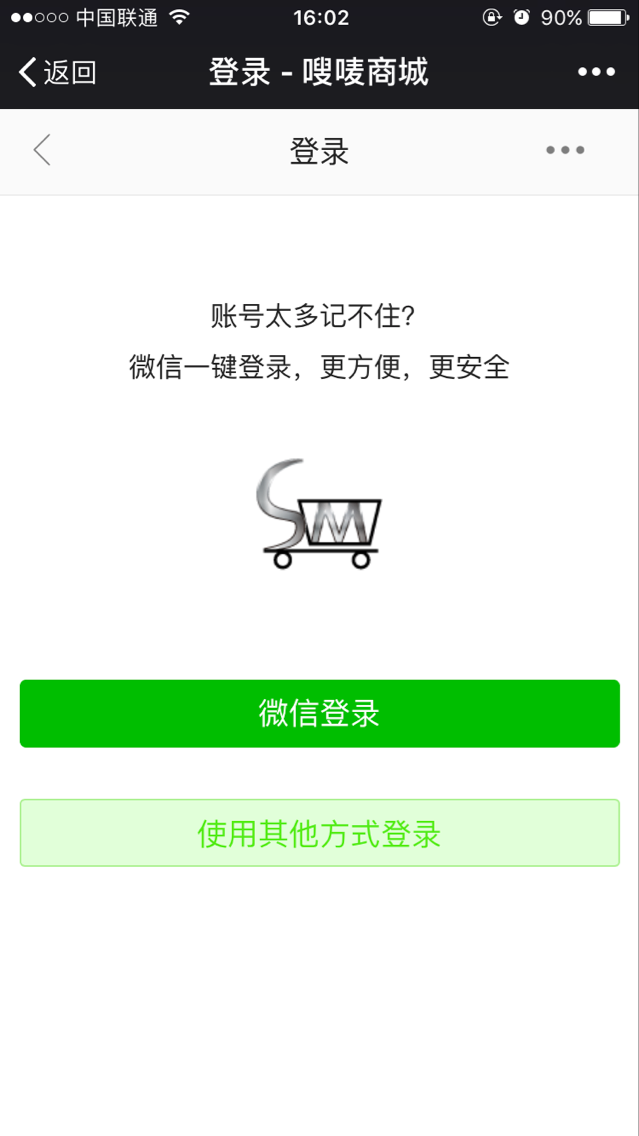 中国联通 16:02 90%
返回 登录 - 嗖唛商城
登录
账号太多记不住?
微信一键登录，更方便，更安全
SM
微信登录
使用其他方式登录